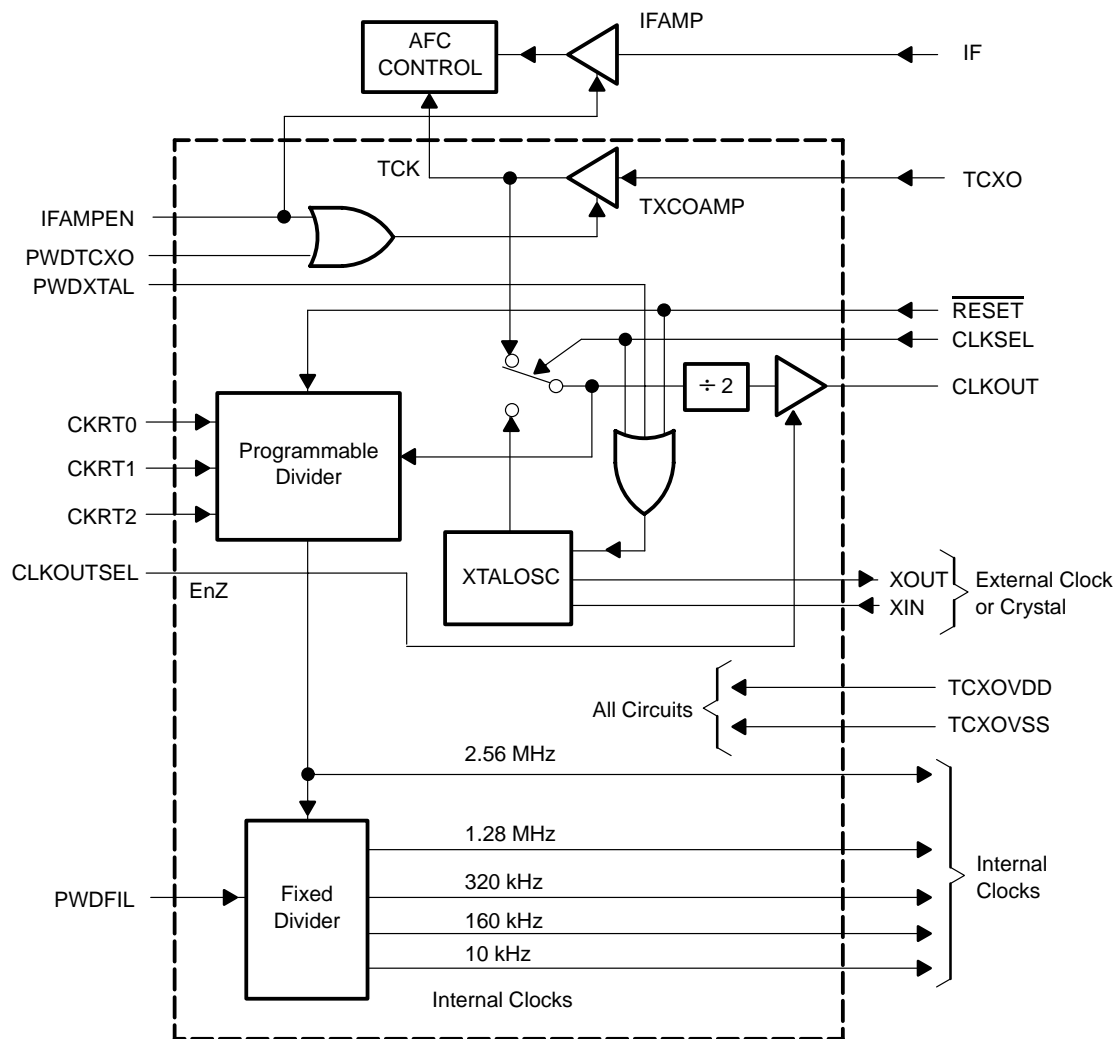 IFAMP
AFC
CONTROL
IF
TCK
TCXO
TXCOAMP
IFAMPEN
PWDTCXO
PWDXTAL
RESET
CLKSEL
÷ 2
CLKOUT
CKRT0
CKRT1
CKRT2
Programmable
Divider
CLKOUTSEL
EnZ
XTALOSC
XOUT
XIN
External Clock
or Crystal
All Circuits
TCXOVDD
TCXOVSS
2.56 MHz
1.28 MHz
320 kHz
160 kHz
10 kHz
Internal
Clocks
PWDFIL
Fixed
Divider
Internal Clocks